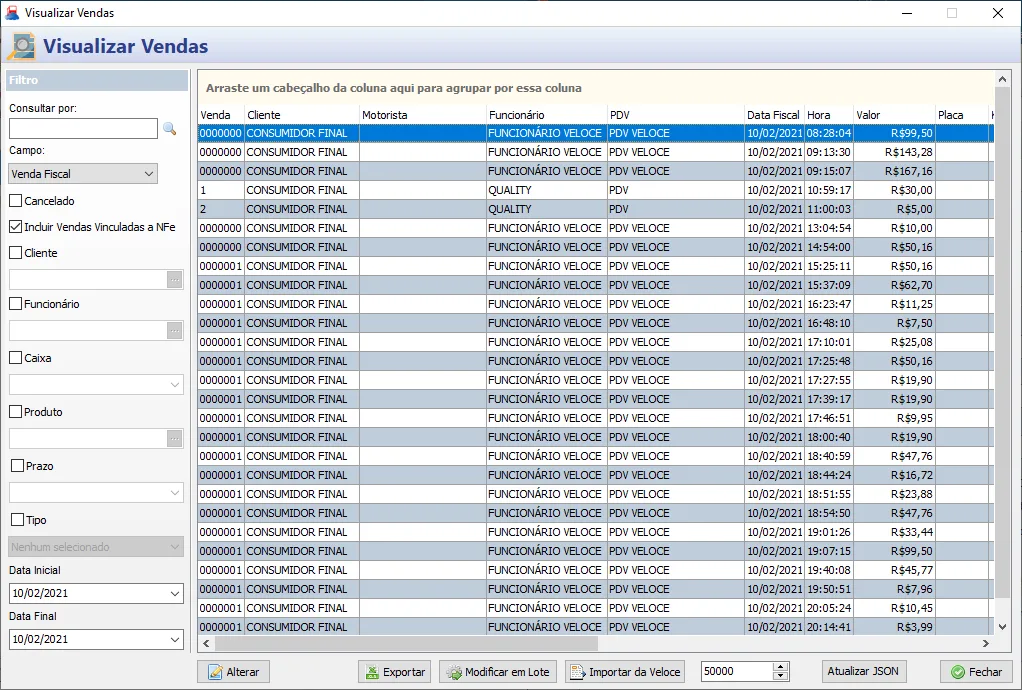 Visualizar Vendas
Visualizar Vendas
Filtro
Consultar por:
Campo:
Venda Fiscal
Cancelado
Incluir Vendas Vinculadas a NFe
Cliente
Funcionário
Caixa
Produto
Prazo
Tipo
Nenhum selecionado
Data Inicial
10/02/2021
Data Final
10/02/2021
Arraste um cabeçalho da coluna aqui para agrupar por essa coluna
Venda Cliente Motorista Funcionário PDV Data Fiscal Hora Valor Placa
0000000 CONSUMIDOR FINAL FUNCIONÁRIO VELOCE PDV VELOCE 10/02/2021 08:28:04 R$99,50
0000000 CONSUMIDOR FINAL FUNCIONÁRIO VELOCE PDV VELOCE 10/02/2021 09:13:30 R$143,28
0000000 CONSUMIDOR FINAL FUNCIONÁRIO VELOCE PDV VELOCE 10/02/2021 09:15:07 R$167,16
1 CONSUMIDOR FINAL QUALITY PDV 10/02/2021 10:59:17 R$30,00
2 CONSUMIDOR FINAL QUALITY PDV 10/02/2021 11:00:03 R$5,00
0000000 CONSUMIDOR FINAL FUNCIONÁRIO VELOCE PDV VELOCE 10/02/2021 13:04:54 R$10,00
0000000 CONSUMIDOR FINAL FUNCIONÁRIO VELOCE PDV VELOCE 10/02/2021 14:54:00 R$50,16
0000001 CONSUMIDOR FINAL FUNCIONÁRIO VELOCE PDV VELOCE 10/02/2021 15:25:11 R$50,16
0000001 CONSUMIDOR FINAL FUNCIONÁRIO VELOCE PDV VELOCE 10/02/2021 15:37:09 R$62,70
0000001 CONSUMIDOR FINAL FUNCIONÁRIO VELOCE PDV VELOCE 10/02/2021 16:23:47 R$11,25
0000001 CONSUMIDOR FINAL FUNCIONÁRIO VELOCE PDV VELOCE 10/02/2021 16:48:10 R$7,50
0000001 CONSUMIDOR FINAL FUNCIONÁRIO VELOCE PDV VELOCE 10/02/2021 17:10:01 R$25,08
0000001 CONSUMIDOR FINAL FUNCIONÁRIO VELOCE PDV VELOCE 10/02/2021 17:25:48 R$50,16
0000001 CONSUMIDOR FINAL FUNCIONÁRIO VELOCE PDV VELOCE 10/02/2021 17:27:55 R$19,90
0000001 CONSUMIDOR FINAL FUNCIONÁRIO VELOCE PDV VELOCE 10/02/2021 17:39:17 R$19,90
0000001 CONSUMIDOR FINAL FUNCIONÁRIO VELOCE PDV VELOCE 10/02/2021 17:46:51 R$9,95
0000001 CONSUMIDOR FINAL FUNCIONÁRIO VELOCE PDV VELOCE 10/02/2021 18:00:40 R$19,90
0000001 CONSUMIDOR FINAL FUNCIONÁRIO VELOCE PDV VELOCE 10/02/2021 18:40:59 R$47,76
0000001 CONSUMIDOR FINAL FUNCIONÁRIO VELOCE PDV VELOCE 10/02/2021 18:44:24 R$16,72
0000001 CONSUMIDOR FINAL FUNCIONÁRIO VELOCE PDV VELOCE 10/02/2021 18:51:55 R$23,88
0000001 CONSUMIDOR FINAL FUNCIONÁRIO VELOCE PDV VELOCE 10/02/2021 18:54:50 R$47,76
0000001 CONSUMIDOR FINAL FUNCIONÁRIO VELOCE PDV VELOCE 10/02/2021 19:01:26 R$33,44
0000001 CONSUMIDOR FINAL FUNCIONÁRIO VELOCE PDV VELOCE 10/02/2021 19:07:15 R$99,50
0000001 CONSUMIDOR FINAL FUNCIONÁRIO VELOCE PDV VELOCE 10/02/2021 19:40:08 R$45,77
0000001 CONSUMIDOR FINAL FUNCIONÁRIO VELOCE PDV VELOCE 10/02/2021 19:50:51 R$7,96
0000001 CONSUMIDOR FINAL FUNCIONÁRIO VELOCE PDV VELOCE 10/02/2021 20:05:24 R$10,45
0000001 CONSUMIDOR FINAL FUNCIONÁRIO VELOCE PDV VELOCE 10/02/2021 20:14:41 R$3,99
Alterar Exportar Modificar em Lote Importar da Veloce 50000 Atualizar JSON Fechar